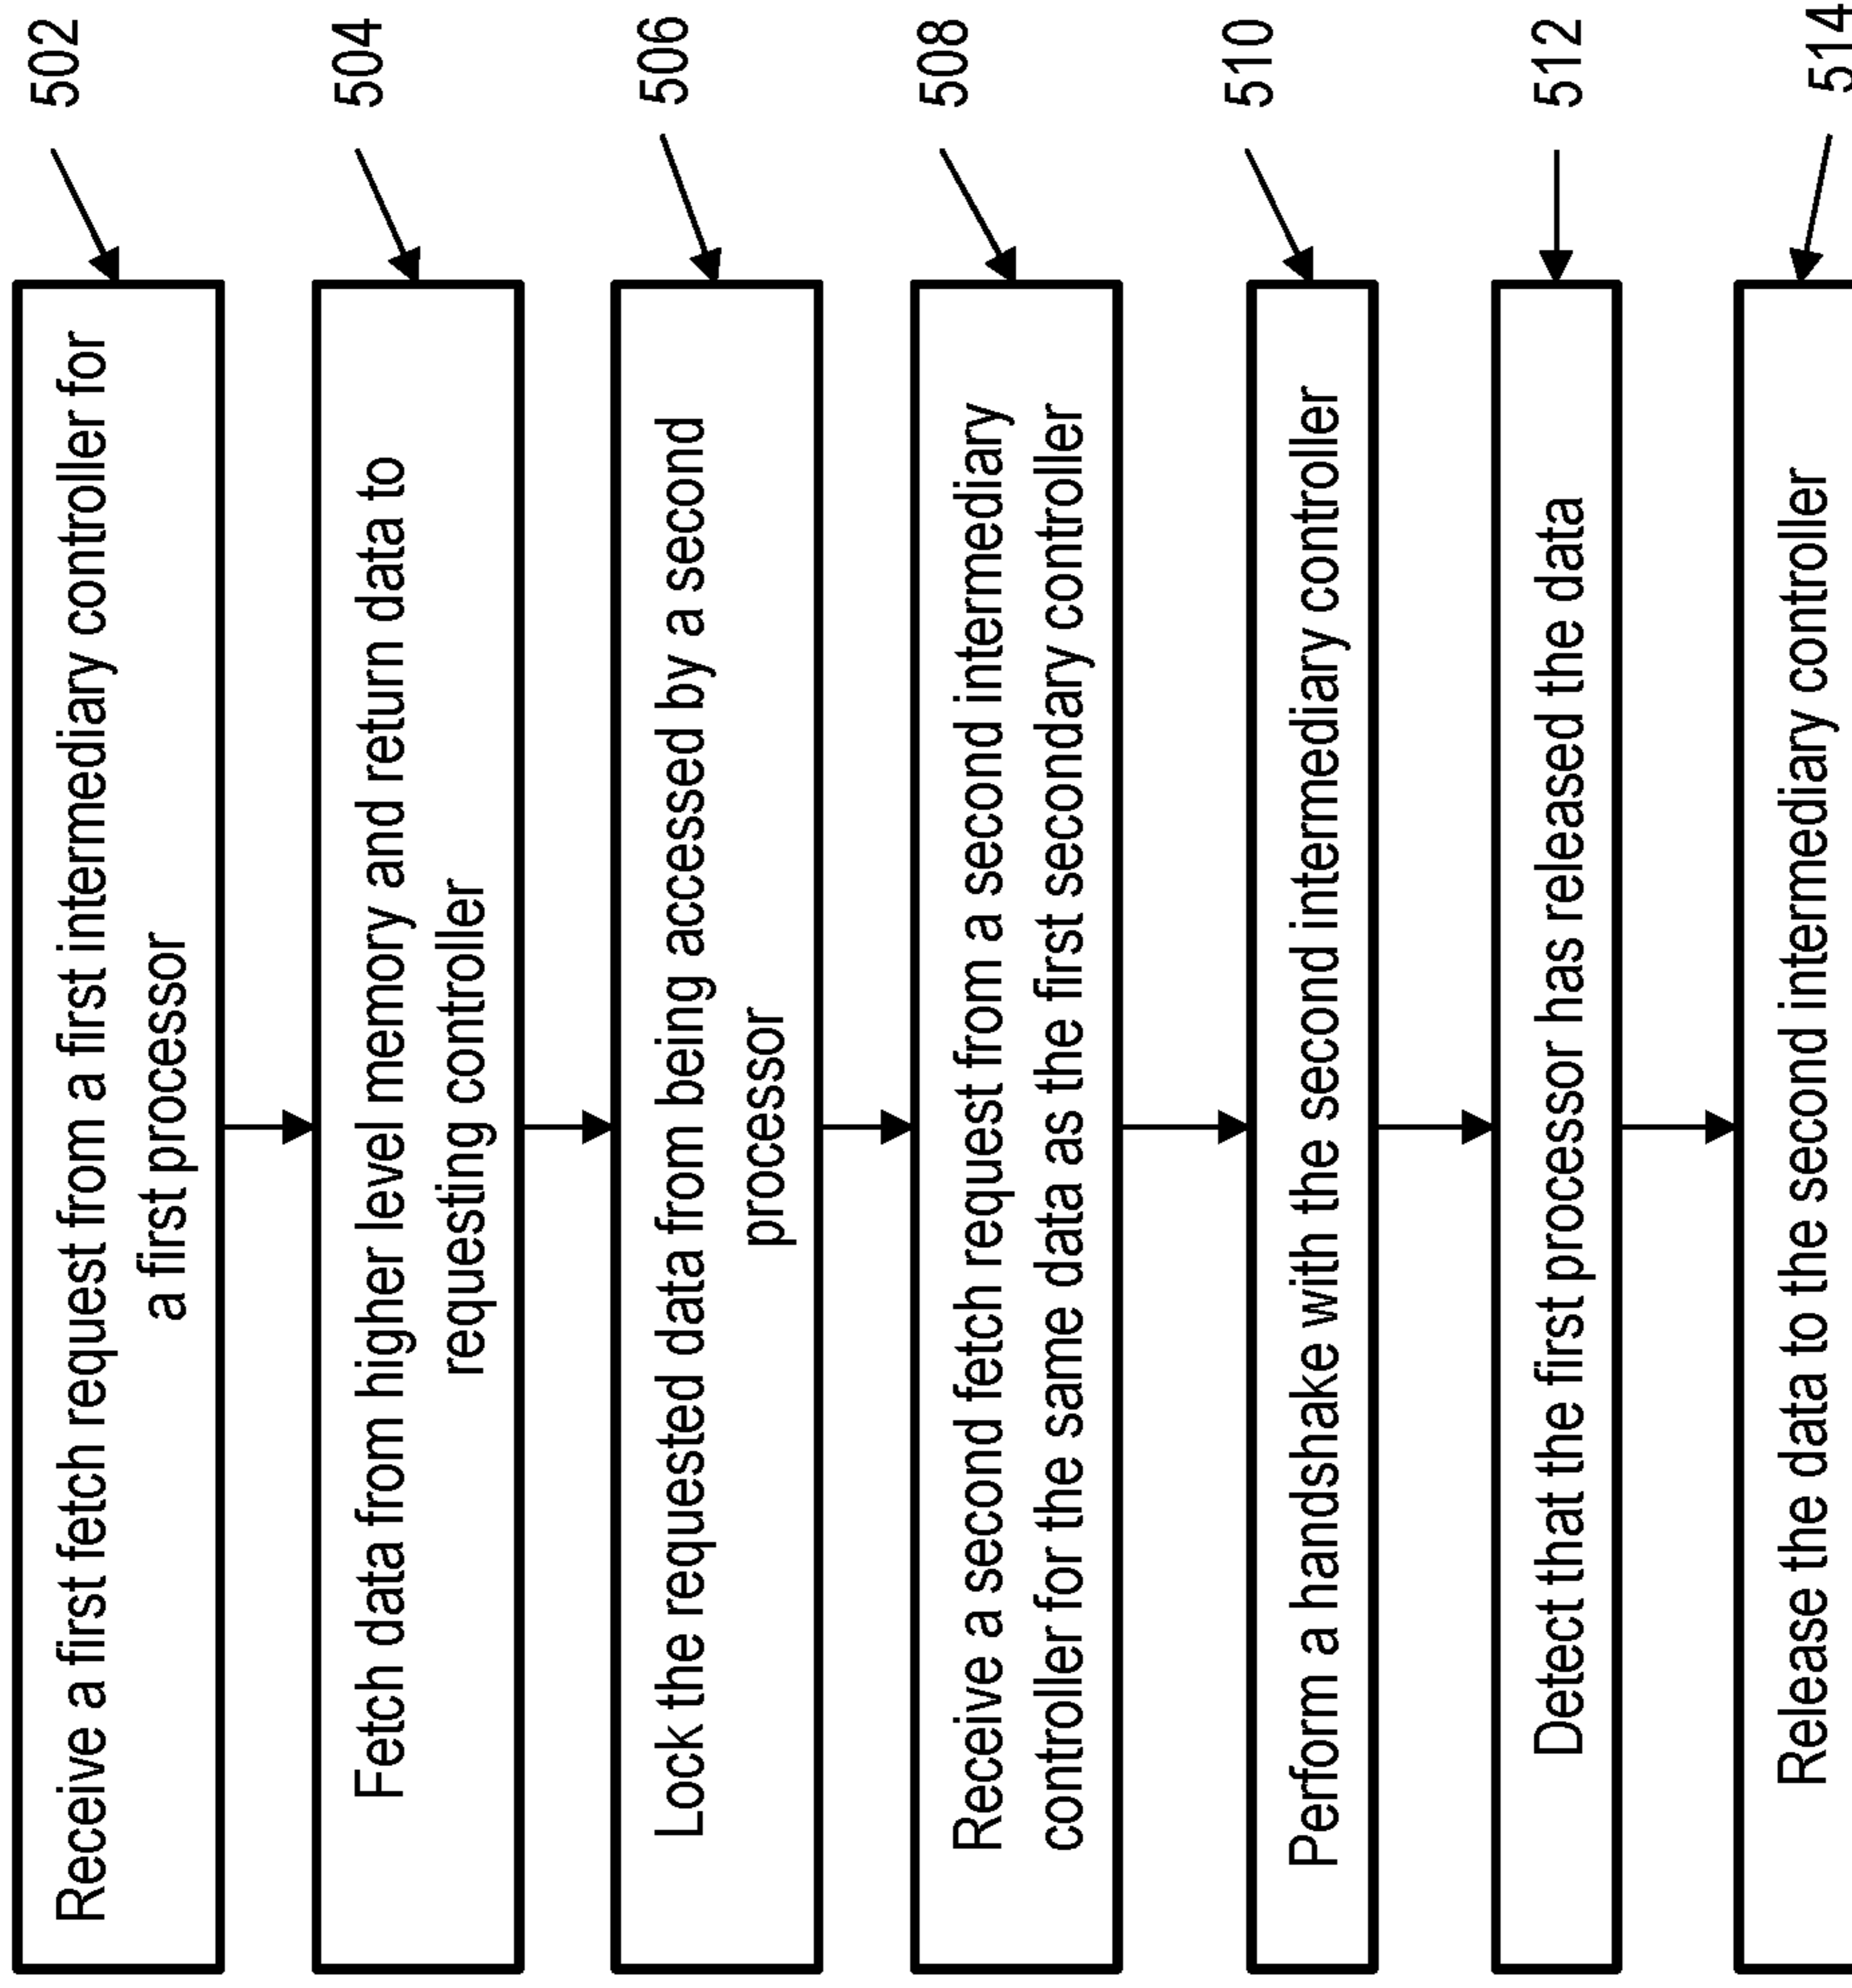 Receive a first fetch request from a first intermediary controller for
a first processor
502
Fetch data from higher level memory and return data to
requesting controller
504
Lock the requested data from being accessed by a second
processor
506
Receive a second fetch request from a second intermediary
controller for the same data as the first secondary controller
508
Perform a handshake with the second intermediary controller
510
Detect that the first processor has released the data
512
Release the data to the second intermediary controller
514